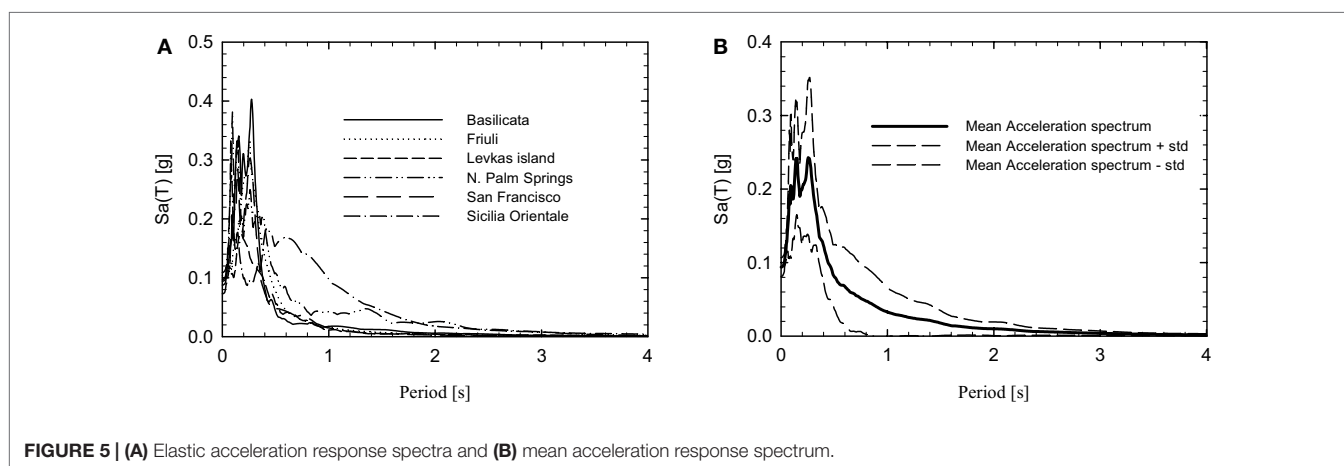 A
0.5
0.4
0.3
0.2
0.1
0.0
Sa(T) [g]
Basilicata
Friuli
Levkas island
N. Palm Springs
San Francisco
Sicilia Orientale
0 1 2 3 4
Period [s]
B
0.4
0.3
0.2
0.1
0.0
Sa(T) [g]
Mean Acceleration spectrum
Mean Acceleration spectrum + std
Mean Acceleration spectrum - std
0 1 2 3 4
Period [s]
FIGURE 5 | (A) Elastic acceleration response spectra and (B) mean acceleration response spectrum.